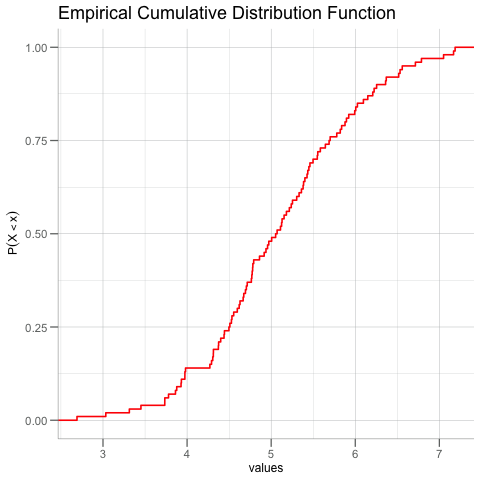 Empirical Cumulative Distribution Function
1.00
0.75
0.50
0.25
0.00
P(X < x)
3 4 5 6 7
values